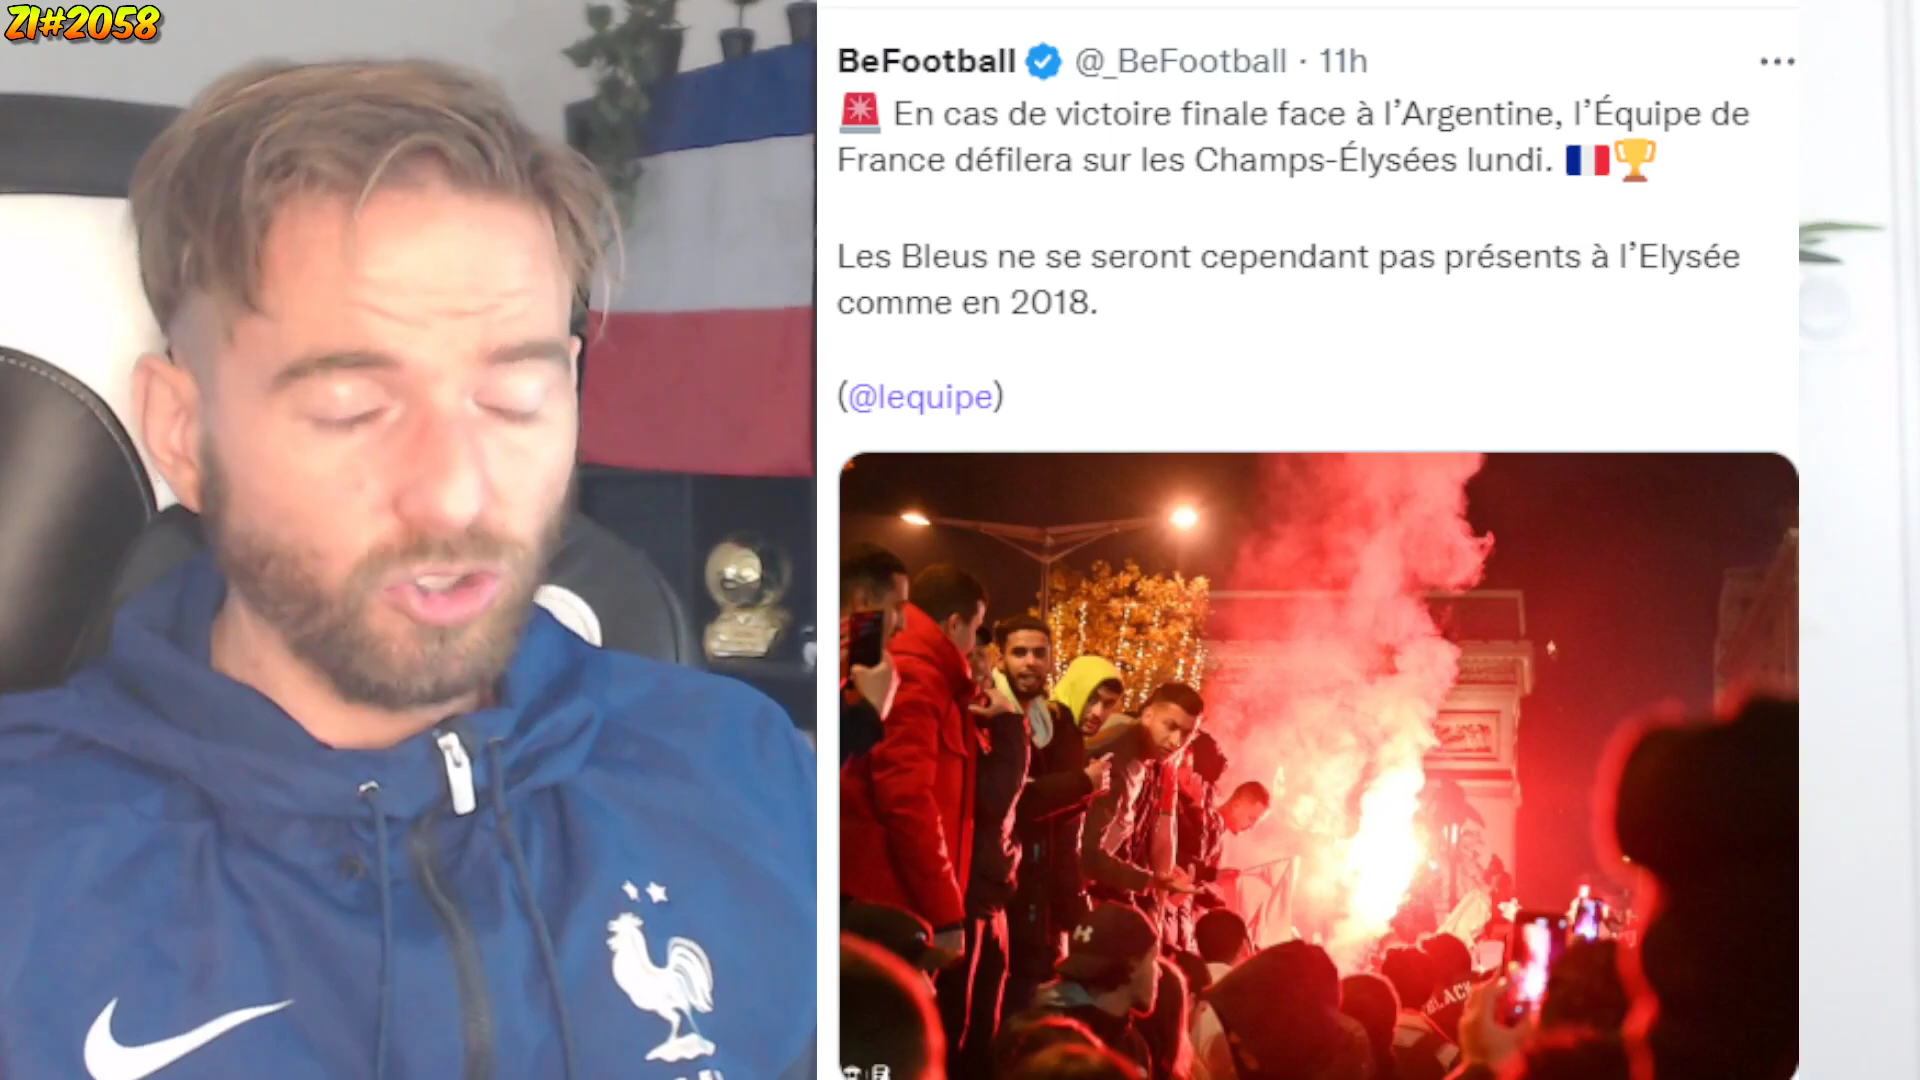 ZI#2058
BeFootball @_BeFootball · 11h
🚨 En cas de victoire finale face à l’Argentine, l’Équipe de
France défilera sur les Champs-Élysées lundi. 🇫🇷🏆
Les Bleus ne se seront cependant pas présents à l’Elysée
comme en 2018.
(@lequipe)
BLACK